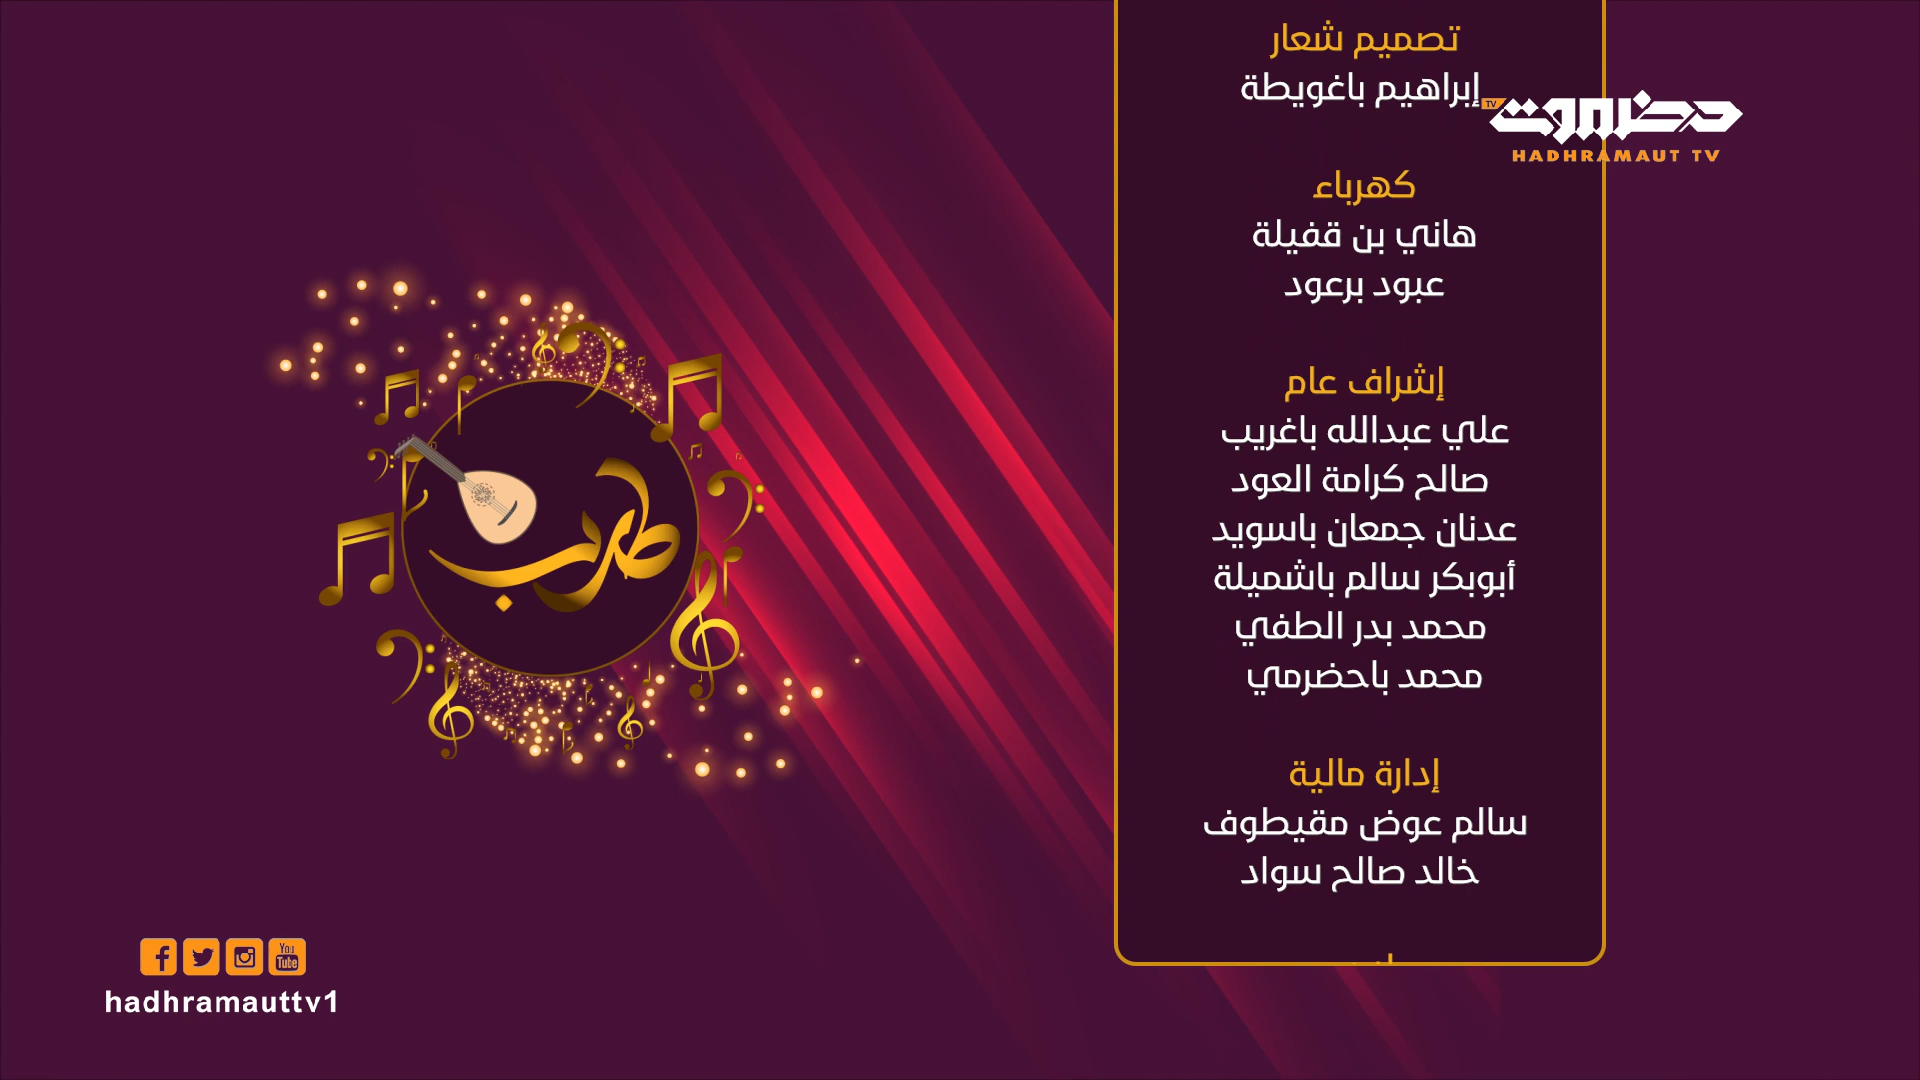 تصميم شعار
إبراهيم باغويطة
حضرموت
TV
HADHRAMAUT TV
كهرباء
هاني بن قفيلة
عبود برعود
إشراف عام
علي عبدالله باغريب
صالح كرامة العود
عدنان جمعان باسويد
أبوبكر سالم باشميلة
محمد بدر الطفي
محمد باحضرمي
إدارة مالية
سالم عوض مقيطوف
خالد صالح سواد
طرب
You
Tube
hadhramauttv1